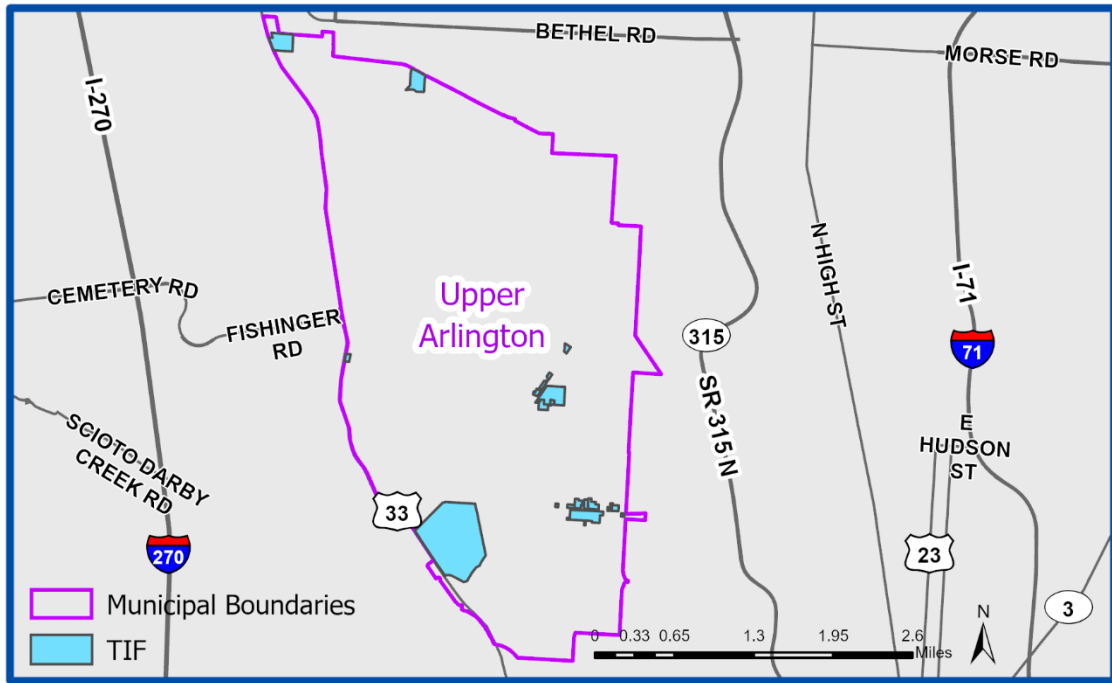 BETHEL RD
MORSE RD
I-270
CEMETERY RD
FISHINGER
RD
Upper
Arlington
315
SR 315 N
N HIGH ST
I-71
71
E
HUDSON
ST
SCIOTO DARBY
CREEK RD
33
270
23
3
Municipal Boundaries
TIF
0 0.33 0.65 1.3 1.95 2.6
Miles
N